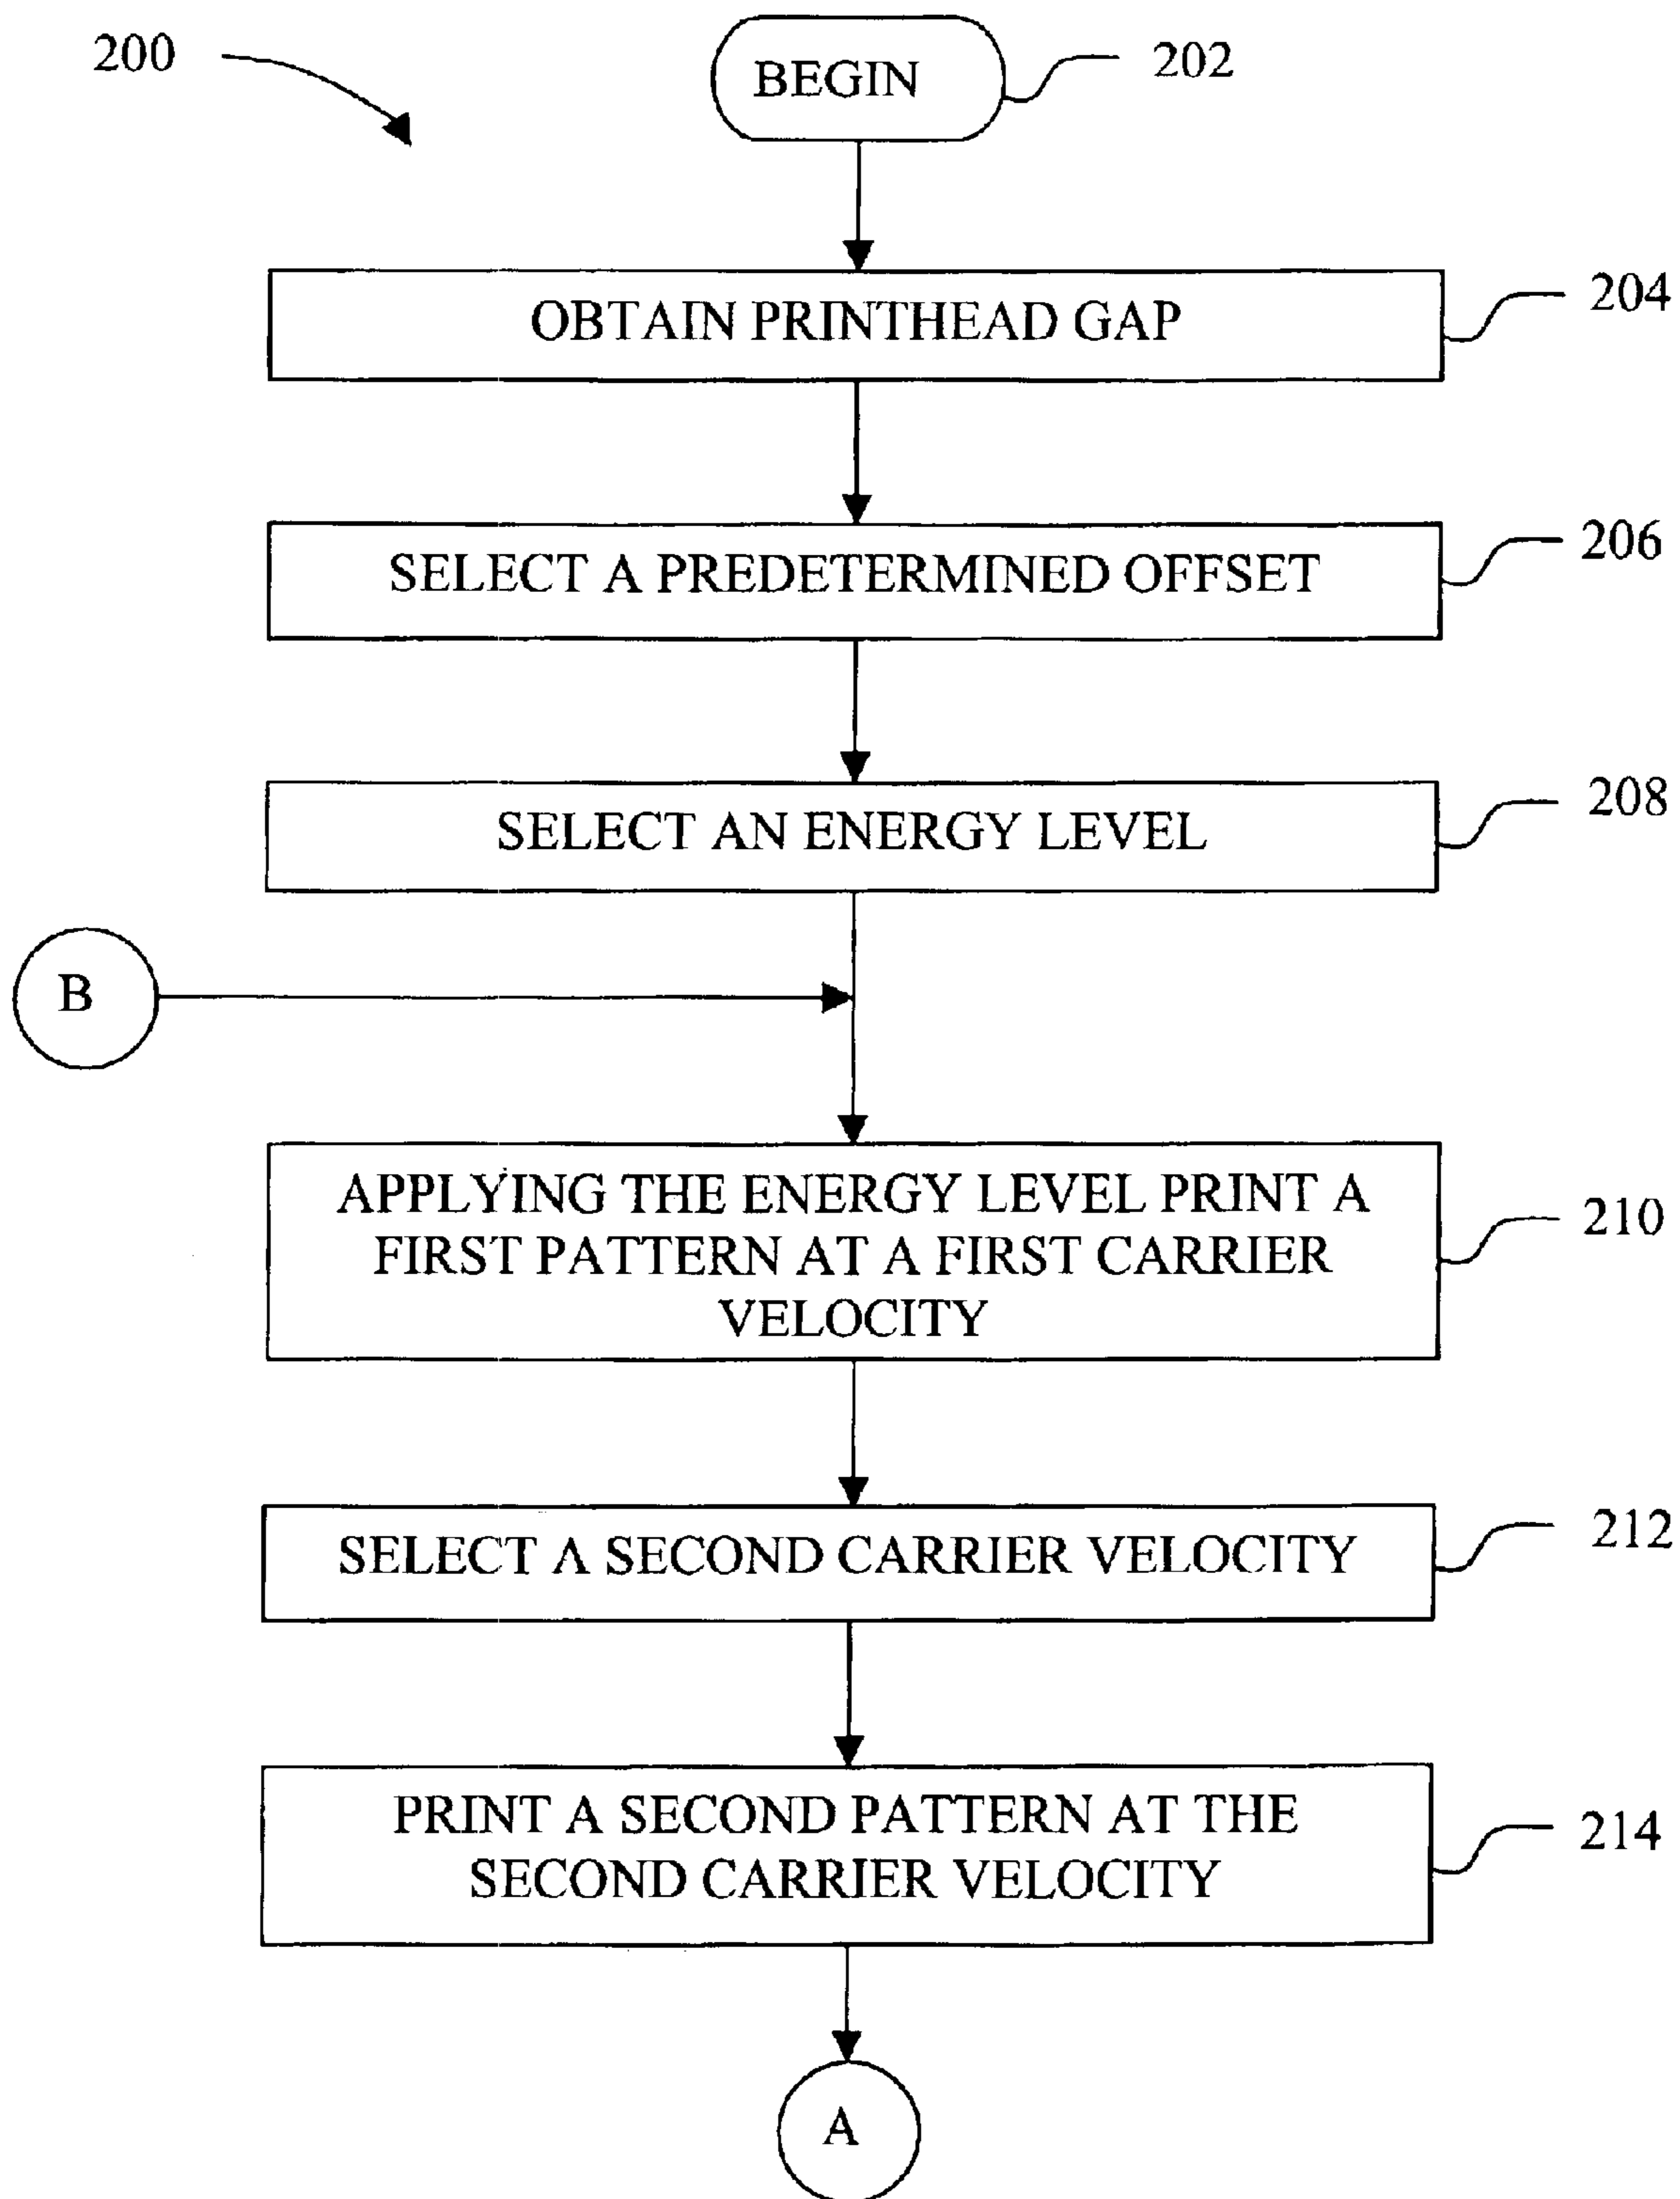 200
BEGIN
202
OBTAIN PRINTHEAD GAP
204
SELECT A PREDETERMINED OFFSET
206
SELECT AN ENERGY LEVEL
208
B
APPLYING THE ENERGY LEVEL PRINT A
FIRST PATTERN AT A FIRST CARRIER
VELOCITY
210
SELECT A SECOND CARRIER VELOCITY
212
PRINT A SECOND PATTERN AT THE
SECOND CARRIER VELOCITY
214
A